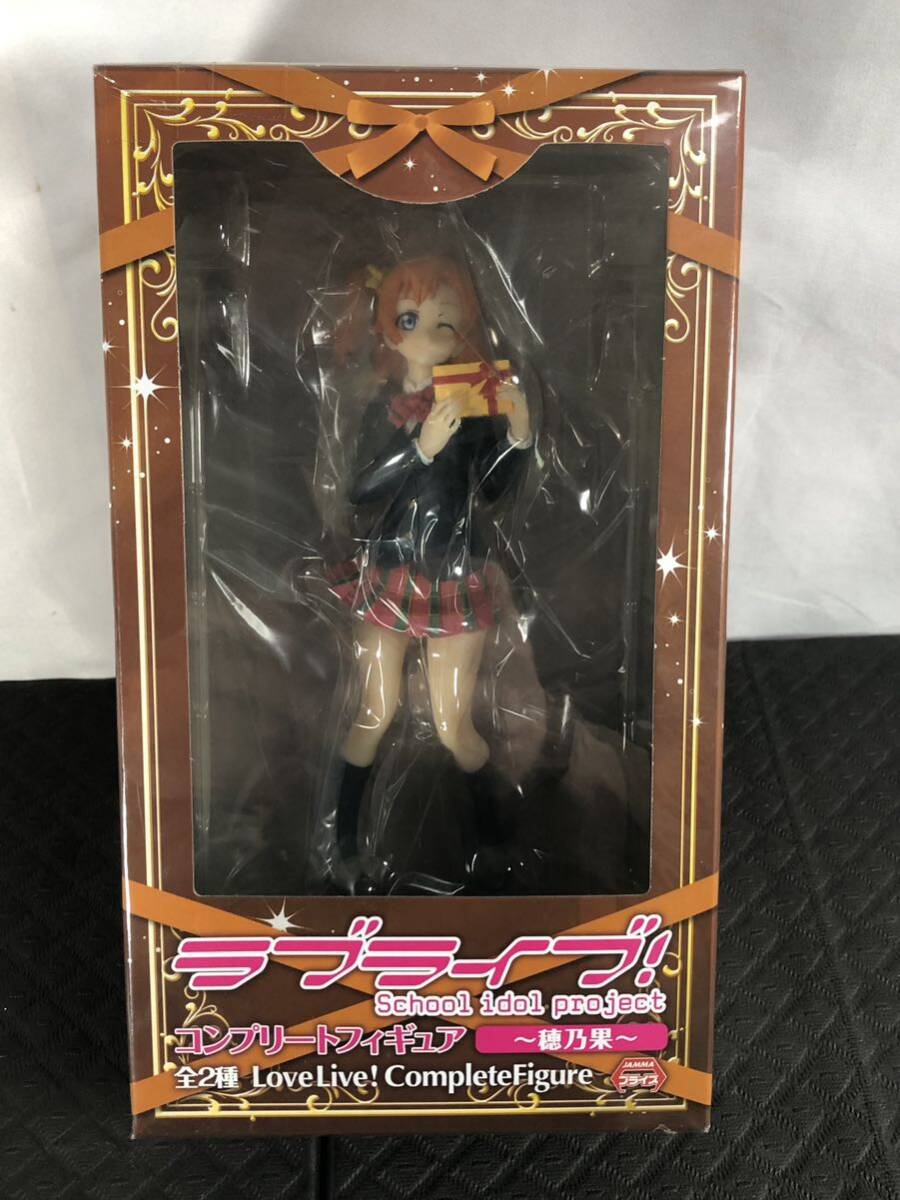 ラブライブ!
School idol project
コンプリートフィギュア ～穂乃果～
全2種 LoveLive! CompleteFigure
JAMMA
プライズ